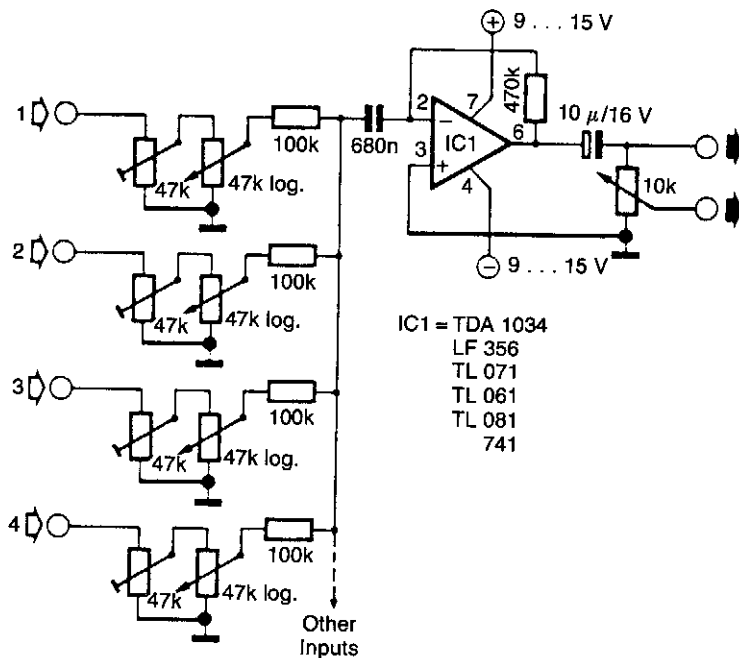 9 . . . 15 V
1
2
7
6
3
IC1
4
470k
10 μ/16 V
10k
100k
680n
47k
47k log.
9 . . . 15 V
2
100k
47k
47k log.
IC1 = TDA 1034
LF 356
TL 071
TL 061
TL 081
741
3
100k
47k
47k log.
4
100k
47k
47k log.
Other
Inputs